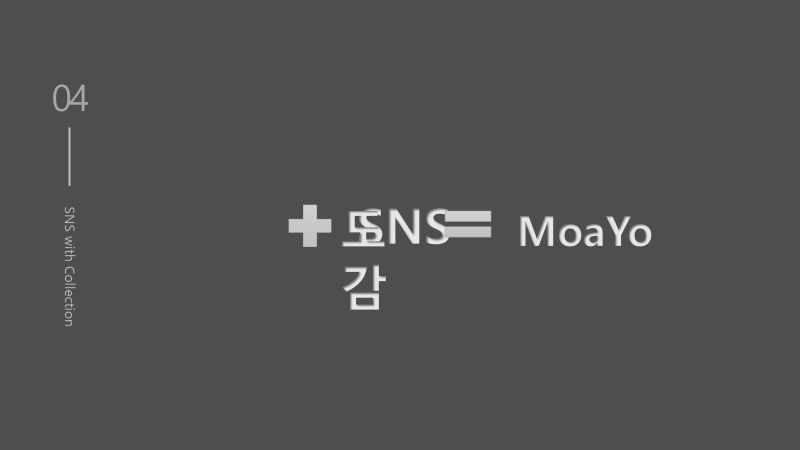 04
SNS with Collection
도
감
SNS
MoaYo